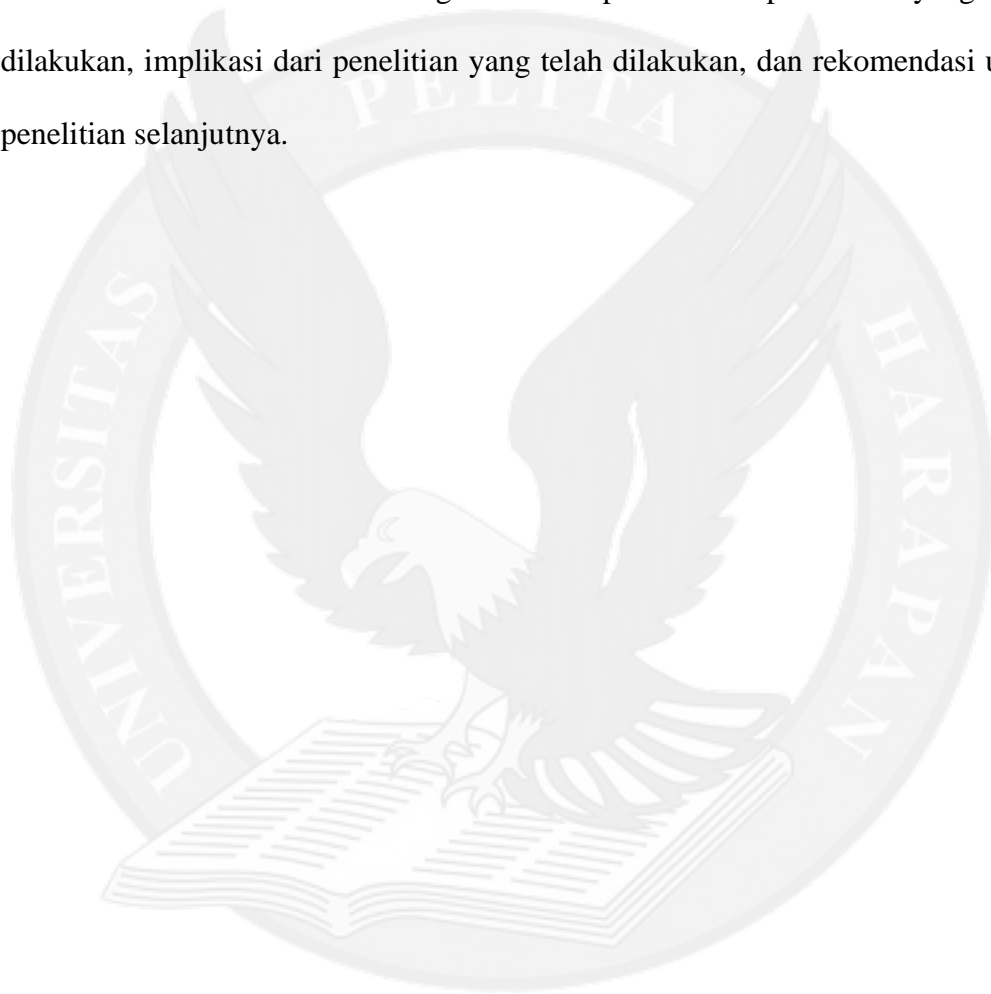 dilakukan, implikasi dari penelitian yang telah dilakukan, dan rekomendasi
penelitian selanjutnya.
UNIVERSITAS PELITA HARAPAN